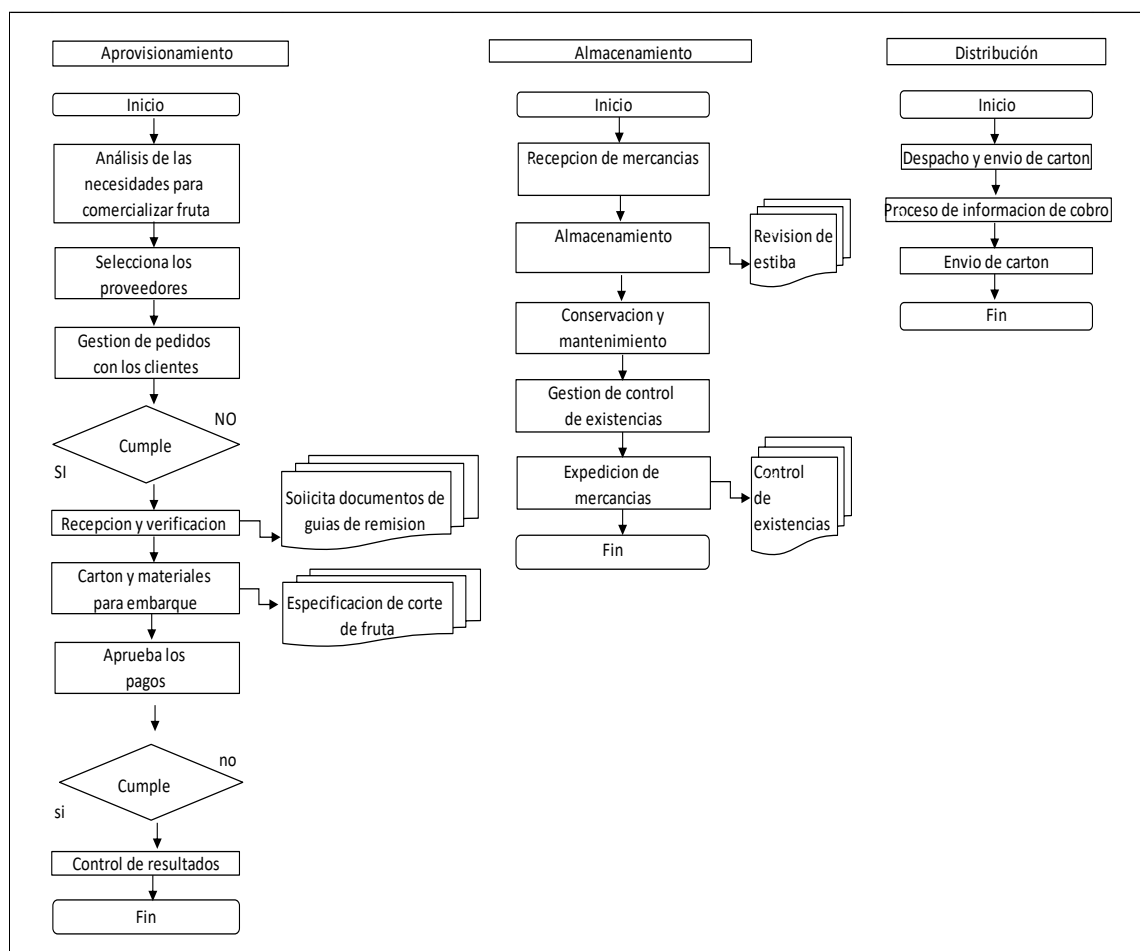 Aprovisionamiento
Inicio
Análisis de las
necesidades para
comercializar fruta
Selecciona los
proveedores
Gestion de pedidos
con los clientes
NO
Cumple
SI
Recepcion y verificacion
Solicita documentos de
guias de remision
Carton y materiales
para embarque
Especificacion de corte
de fruta
Aprueba los
pagos
no
Cumple
si
Control de resultados
Fin
Almacenamiento
Inicio
Recepcion de mercancias
Almacenamiento
Revision de
estiba
Conservacion y
mantenimiento
Gestion de control
de existencias
Expedicion de
mercancias
Control
de
existencias
Fin
Distribución
Inicio
Despacho y envio de carton
Proceso de informacion de cobro
Envio de carton
Fin